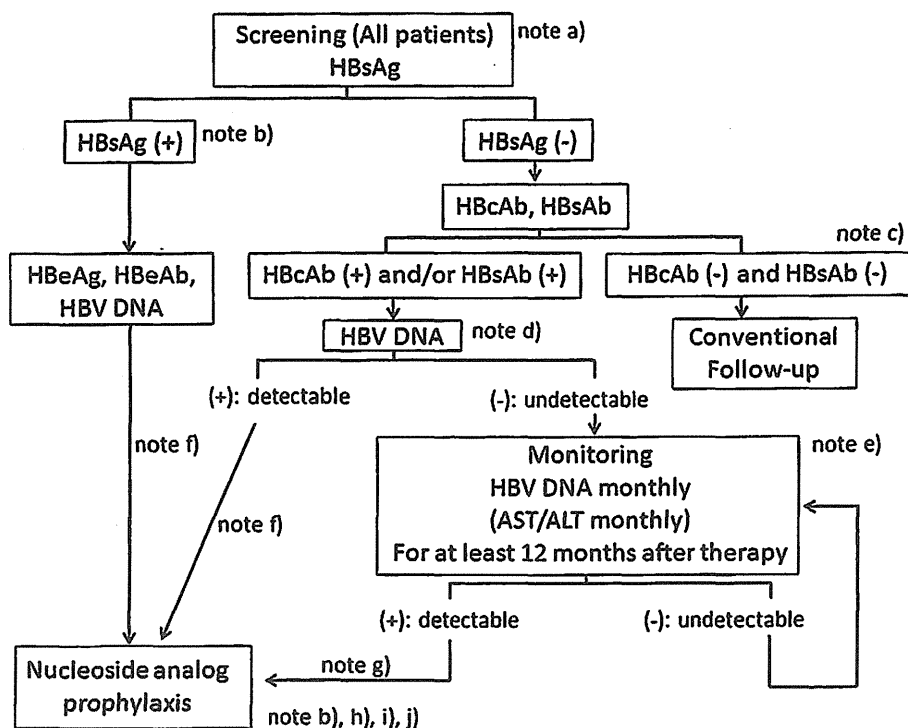 Screening (All patients)
HBsAg
note a)
HBsAg (+)
note b)
HBsAg (-)
HBcAb, HBsAb
note c)
HBeAg, HBeAb,
HBV DNA
HBcAb (+) and/or HBsAb (+)
HBcAb (-) and HBsAb (-)
HBV DNA
note d)
Conventional
Follow-up
(+): detectable
(-): undetectable
note f)
note f)
Monitoring
HBV DNA monthly
(AST/ALT monthly)
For at least 12 months after therapy
note e)
(+): detectable
(-): undetectable
note g)
Nucleoside analog
prophylaxis
note b), h), i), j)